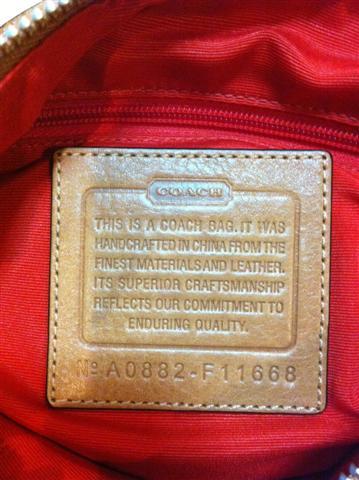 COACH
THIS IS A COACH BAG. IT WAS
HANDCRAFTED IN CHINA FROM THE
FINEST MATERIALS AND LEATHER.
ITS SUPERIOR CRAFTSMANSHIP
REFLECTS OUR COMMITMENT TO
ENDURING QUALITY.
Nº A0882-F11668